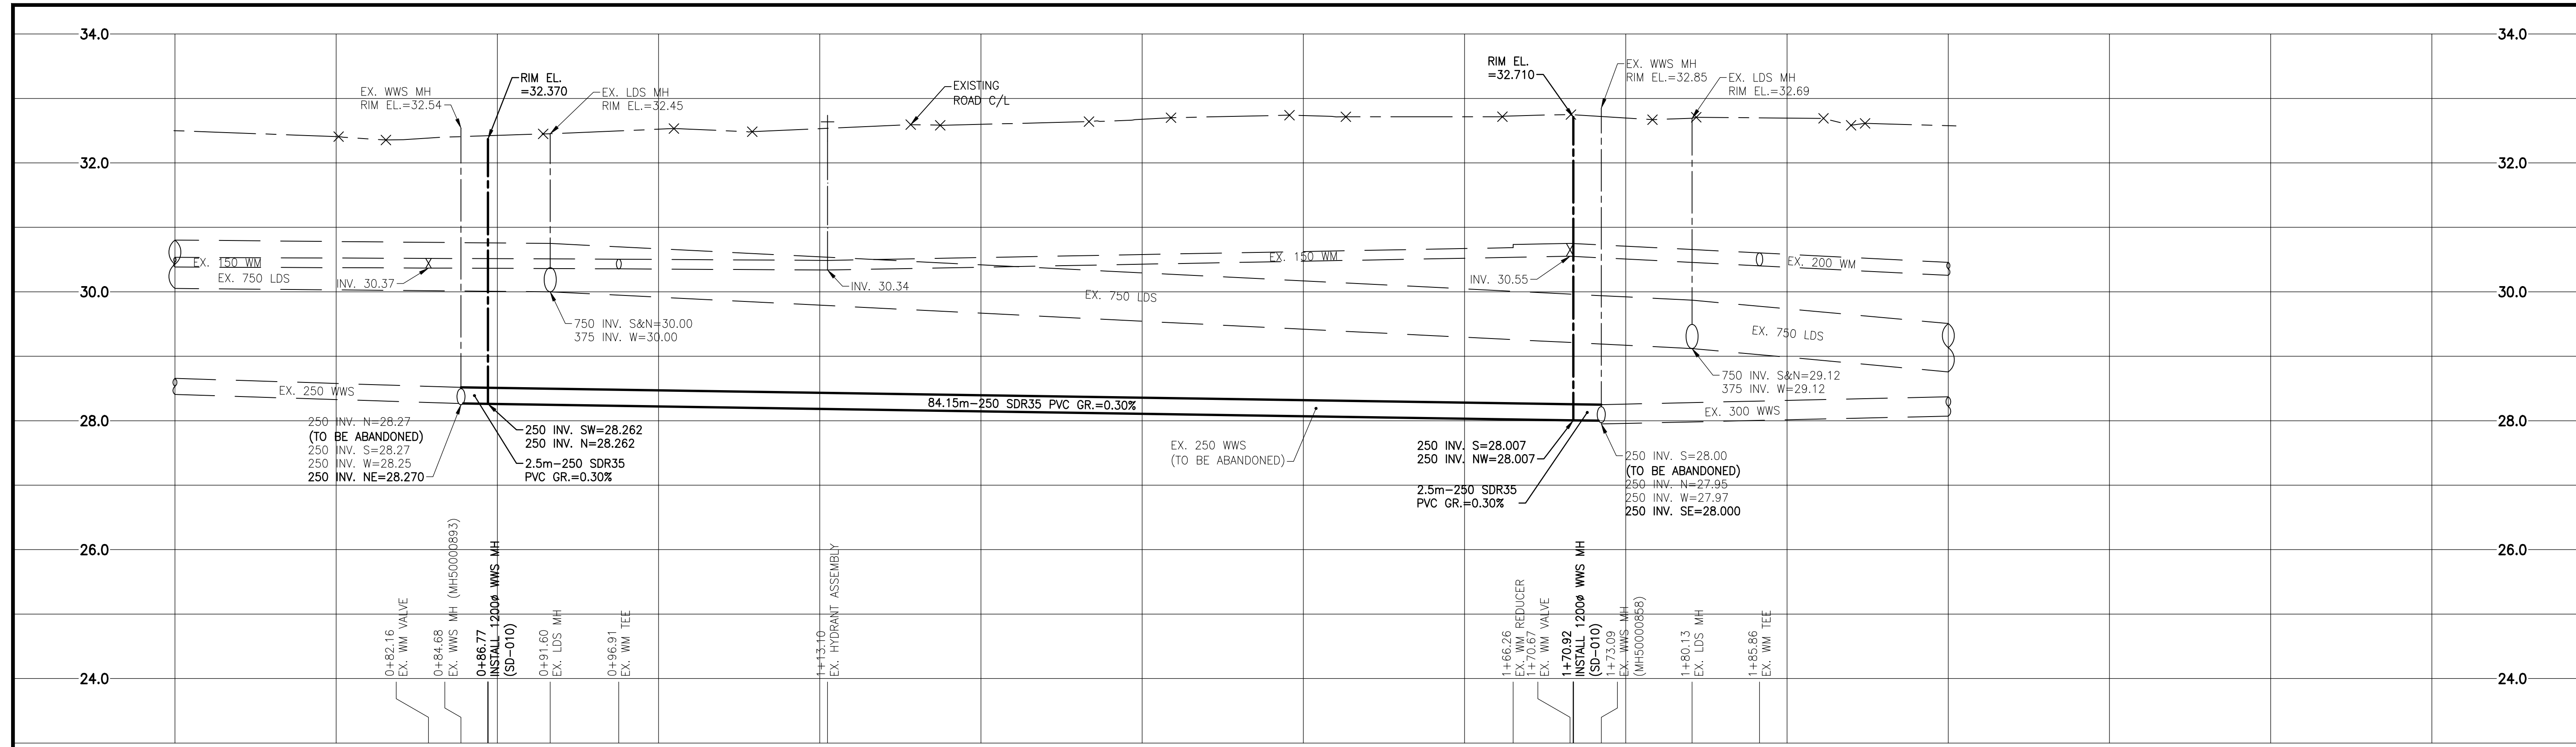 34.0
34.0
32.0
32.0
30.0
30.0
28.0
28.0
26.0
26.0
24.0
24.0
EX. WWS MH
RIM EL.=32.54
RIM EL.
=32.370
EX. LDS MH
RIM EL.=32.45
EXISTING
ROAD C/L
RIM EL.
=32.710
EX. WWS MH
RIM EL.=32.85
EX. LDS MH
RIM EL.=32.69
EX. 150 WM
EX. 750 LDS
INV. 30.37
750 INV. S&N=30.00
375 INV. W=30.00
INV. 30.34
EX. 750 LDS
EX. 150 WM
INV. 30.55
EX. 200 WM
EX. 750 LDS
750 INV. S&N=29.12
375 INV. W=29.12
EX. 250 WWS
250 INV. N=28.27
(TO BE ABANDONED)
250 INV. S=28.27
250 INV. W=28.25
250 INV. NE=28.270
250 INV. SW=28.262
250 INV. N=28.262
2.5m-250 SDR35
PVC GR.=0.30%
84.15m-250 SDR35 PVC GR.=0.30%
EX. 250 WWS
(TO BE ABANDONED)
250 INV. S=28.007
250 INV. NW=28.007
2.5m-250 SDR35
PVC GR.=0.30%
EX. 300 WWS
250 INV. S=28.00
(TO BE ABANDONED)
250 INV. N=27.95
250 INV. W=27.97
250 INV. SE=28.000
0+82.16
EX. WM VALVE
0+84.68
EX. WWS MH (MH50000893)
0+86.77
INSTALL 1200ø WWS MH
(SD-010)
0+91.60
EX. LDS MH
0+96.91
EX. WM TEE
1+13.10
EX. HYDRANT ASSEMBLY
1+66.26
EX. WM REDUCER
1+70.67
EX. WM VALVE
1+70.92
INSTALL 1200ø WWS MH
(SD-010)
1+73.09
EX. WWS MH
(MH50000858)
1+80.13
EX. LDS MH
1+85.86
EX. WM TEE